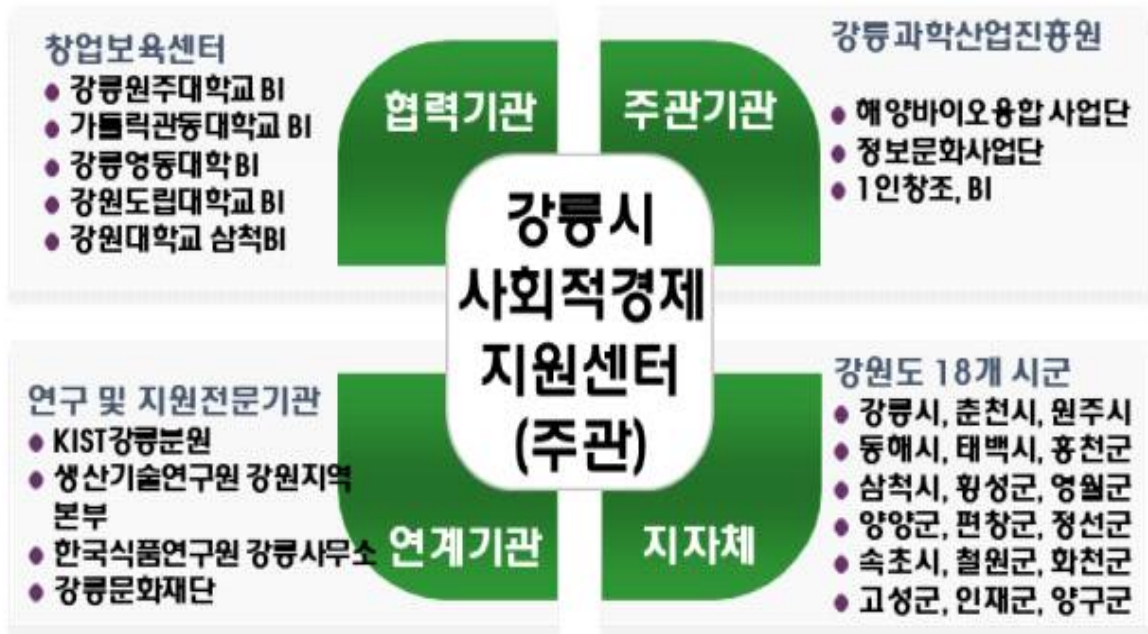 창업보육센터
강릉원주대학교 BI
가톨릭관동대학교 BI
강릉영동대학 BI
강원도립대학교 BI
강원대학교 삼척BI
협력기관
주관기관
강릉과학산업진흥원
해양바이오융합 사업단
정보문화사업단
1인창조, BI
강릉시
사회적경제
지원센터
(주관)
연구 및 지원전문기관
KIST강릉분원
생산기술연구원 강원지역
본부
한국식품연구원 강릉사무소
강릉문화재단
연계기관
지자체
강원도 18개 시군
강릉시, 춘천시, 원주시
동해시, 태백시, 홍천군
삼척시, 횡성군, 영월군
양양군, 편창군, 정선군
속초시, 철원군, 화천군
고성군, 인재군, 양구군